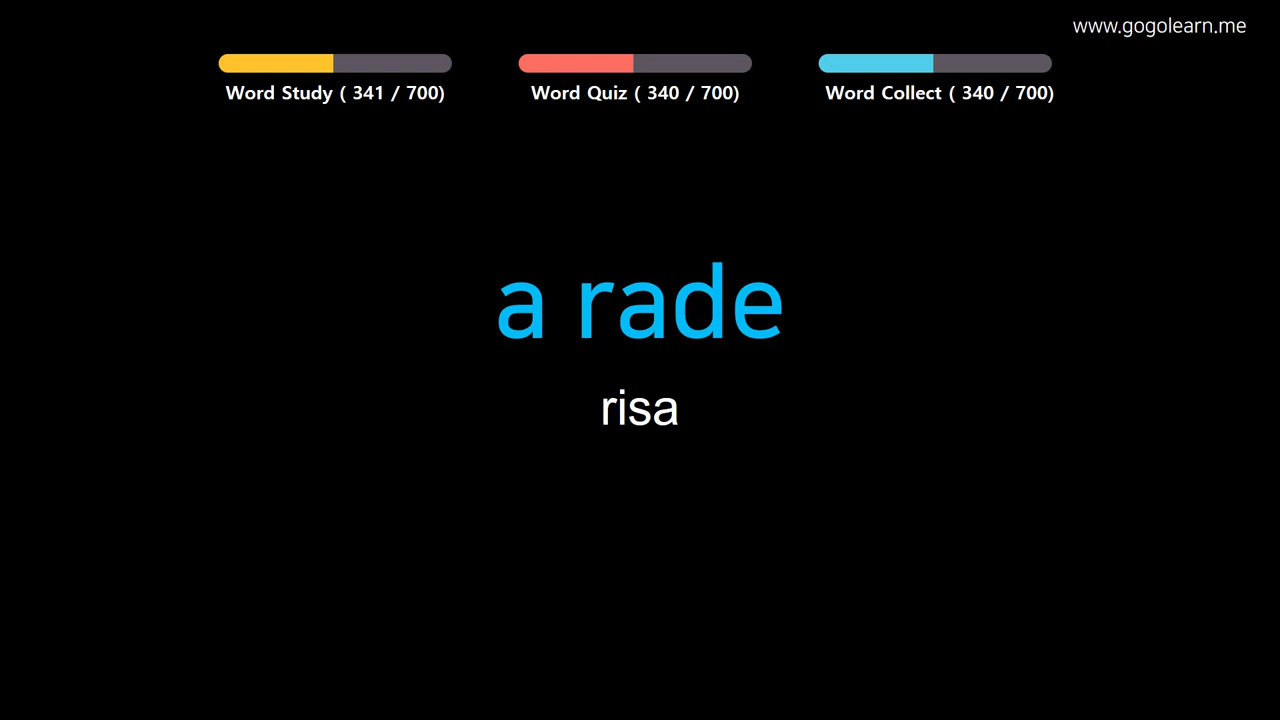 www.gogolearn.me
Word Study ( 341 / 700)
Word Quiz ( 340 / 700)
Word Collect ( 340 / 700)
a rade
risa